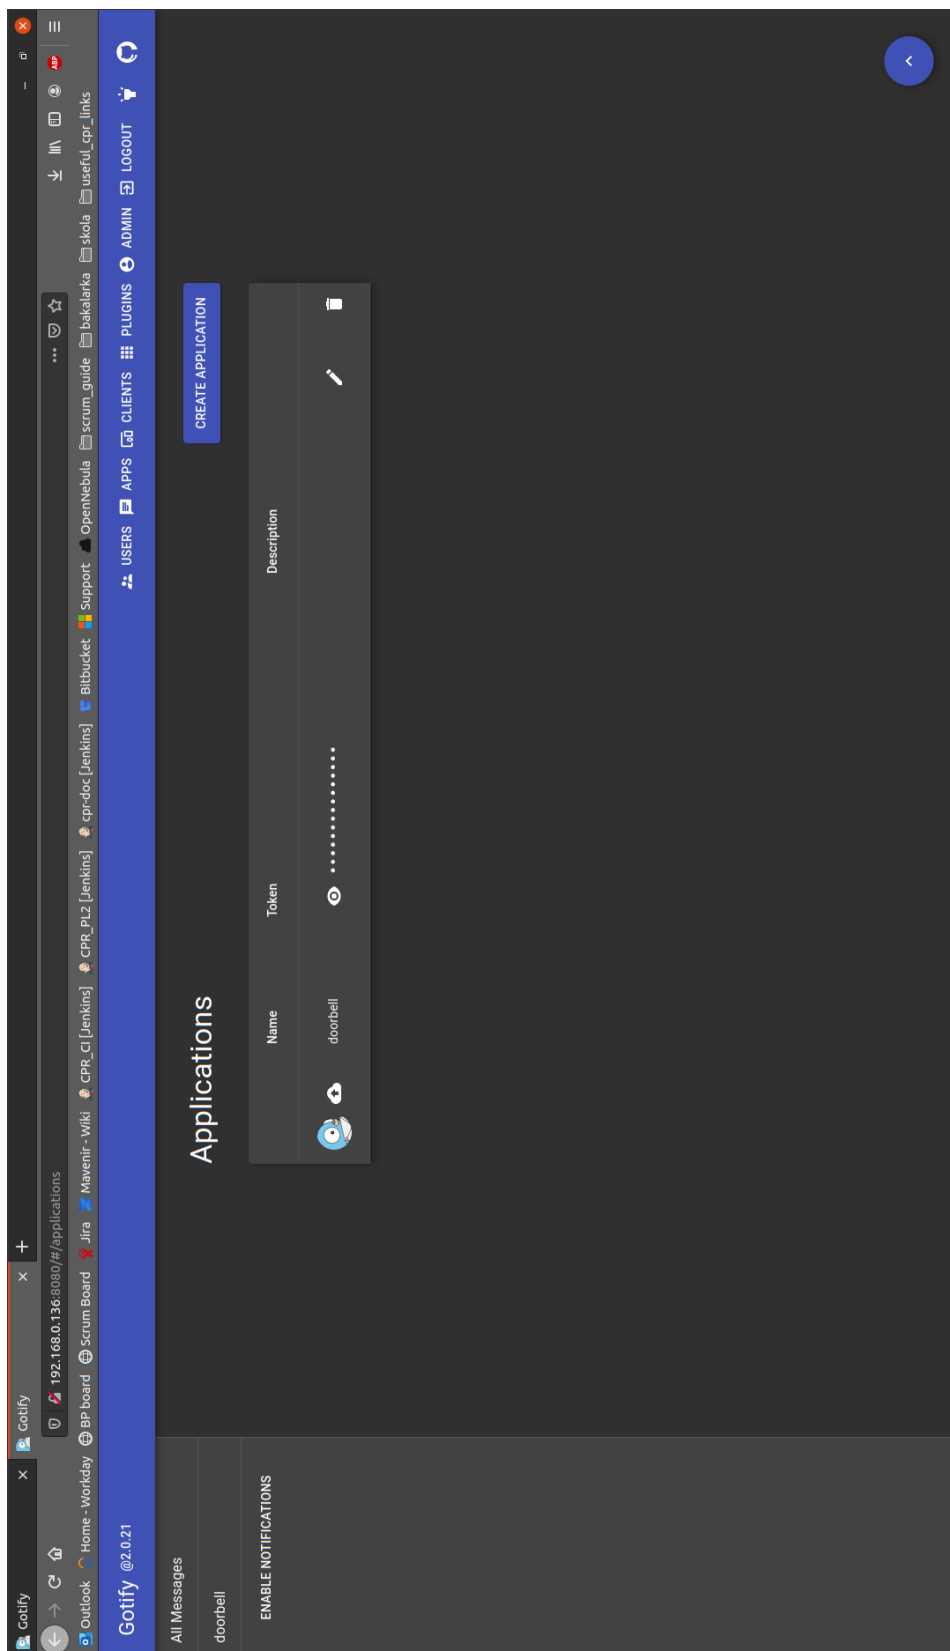 Gotify
Gotify
192.168.0.136:8080/#/applications
ABP
Outlook Home - Workday BP board Scrum Board Jira Mavenir - Wiki CPR_CI [Jenkins] CPR_PL2 [Jenkins] cpr-doc [Jenkins] Bitbucket Support OpenNebula scrum_guide bakalarka skola useful_cpr_links
Gotify @2.0.21 USERS APPS CLIENTS PLUGINS ADMIN LOGOUT
All Messages
doorbell
ENABLE NOTIFICATIONS
Applications CREATE APPLICATION
Name Token Description
doorbell •••••••••••••••